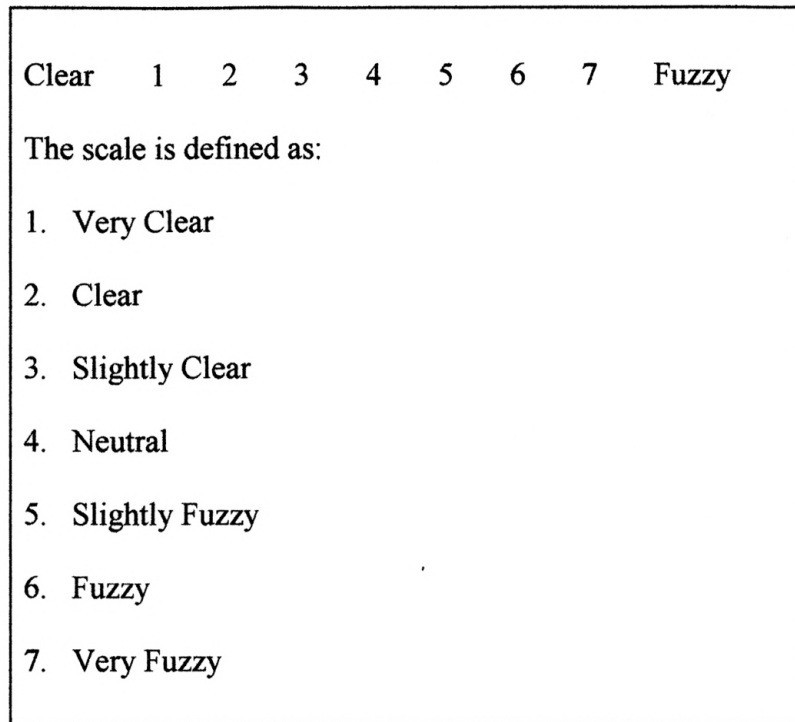 Clear 1 2 3 4 5 6 7 Fuzzy
The scale is defined as:
1. Very Clear
2. Clear
3. Slightly Clear
4. Neutral
5. Slightly Fuzzy
6. Fuzzy
7. Very Fuzzy